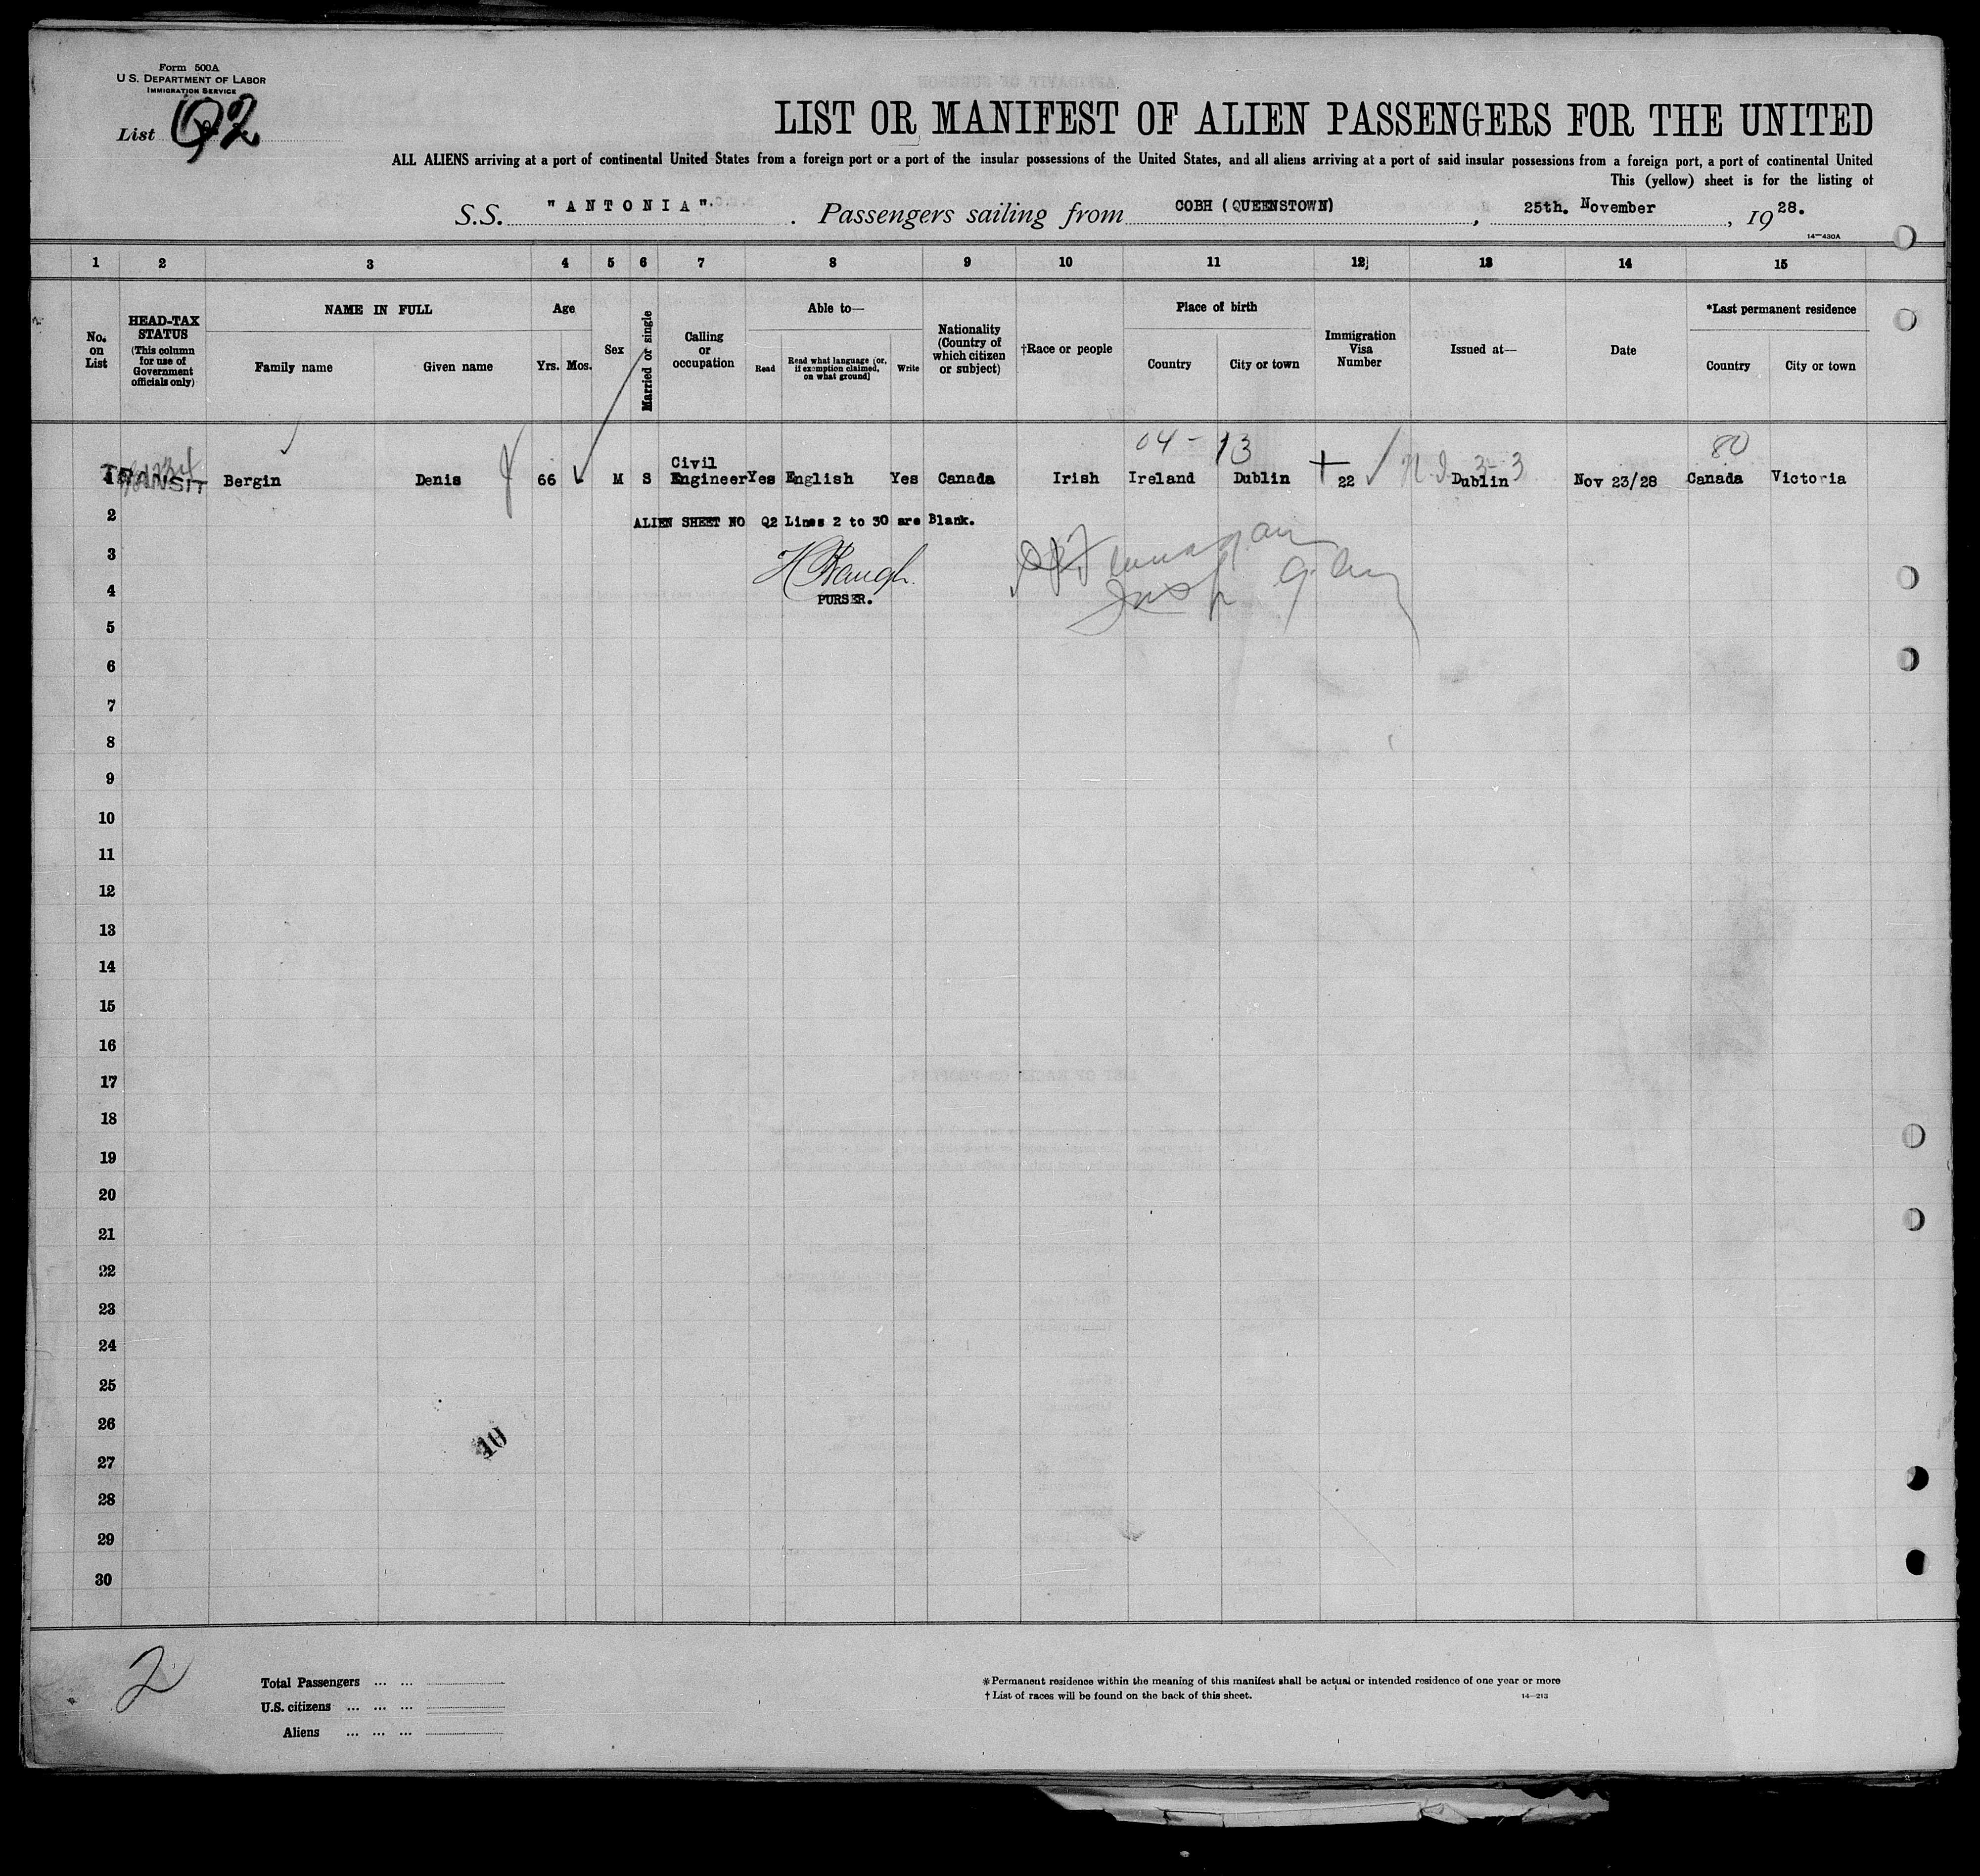 Form 500A
U S. DEPARTMENT OF LABOR
IMMIGRATION SERVICE
List Q2
LIST OR MANIFEST OF ALIEN PASSENGERS FOR THE UNITED
ALL ALIENS arriving at a port of continental United States from a foreign port or a port of the insular possessions of the United States, and all aliens arriving at a port of said insular possessions from a foreign port, a port of continental United
This (yellow) sheet is for the listing of
S.S. "ANTONIA". Passengers sailing from COBH (QUEENSTOWN), 25th. November, 1928.
14—430A
1 2 3 4 5 6 7 8 9 10 11 12 13 14 15
No. on List
HEAD-TAX STATUS (This column for use of Government officials only)
NAME IN FULL
Family name Given name
Age
Yrs. Mos.
Sex
Married or single
Calling or occupation
Able to—
Read Read what language (or, if exemption claimed, on what ground) Write
Nationality (Country of which citizen or subject)
†Race or people
Place of birth
Country City or town
Immigration Visa Number
Issued at—
Date
*Last permanent residence
Country City or town
04 - 13 80
TRANSIT Bergin Denis 66 M S Civil Engineer Yes English Yes Canada Irish Ireland Dublin 22 3-3 Dublin Nov 23/28 Canada Victoria
2 ALIEN SHEET NO Q2 Lines 2 to 30 are Blank.
3
4 PURSER.
5
6
7
8
9
10
11
12
13
14
15
16
17
18
19
20
21
22
23
24
25
26
27
28
29
30
10
2
Total Passengers ... ...
U.S. citizens ... ... ...
Aliens ... ... ...
*Permanent residence within the meaning of this manifest shall be actual or intended residence of one year or more
† List of races will be found on the back of this sheet.
14—213